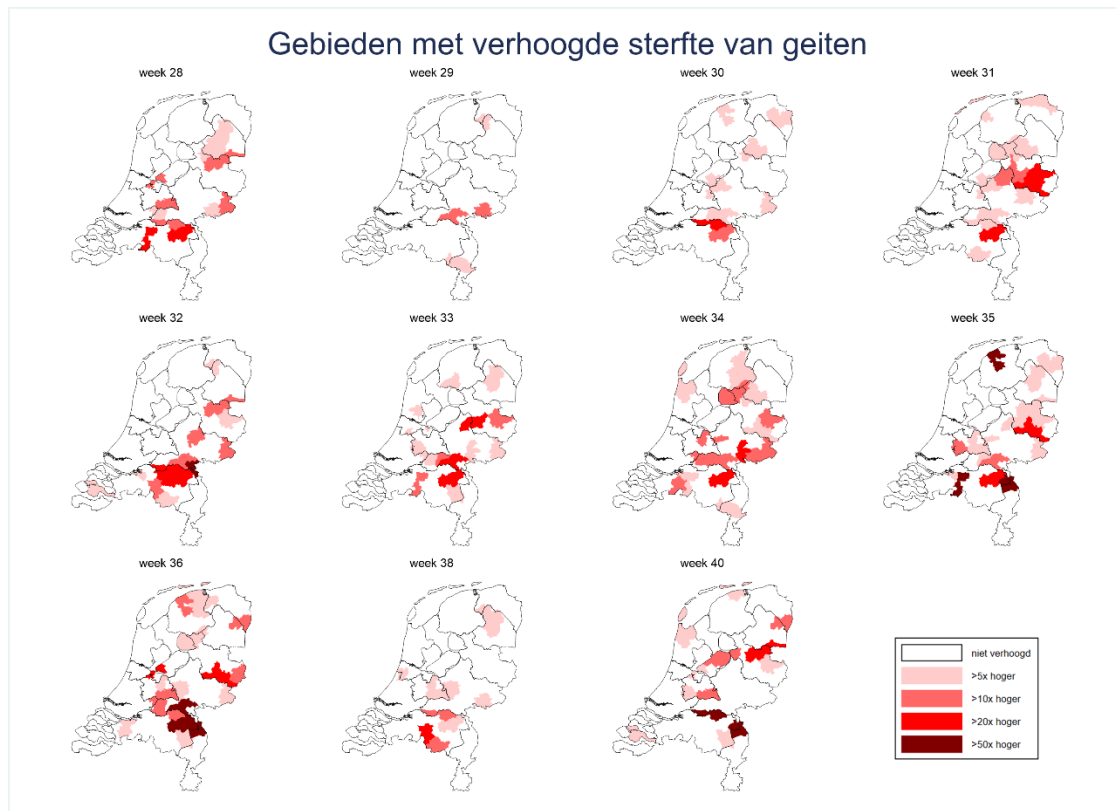 Gebieden met verhoogde sterfte van geiten
week 28
week 29
week 30
week 31
week 32
week 33
week 34
week 35
week 36
week 38
week 40
niet verhoogd
>5x hoger
>10x hoger
>20x hoger
>50x hoger